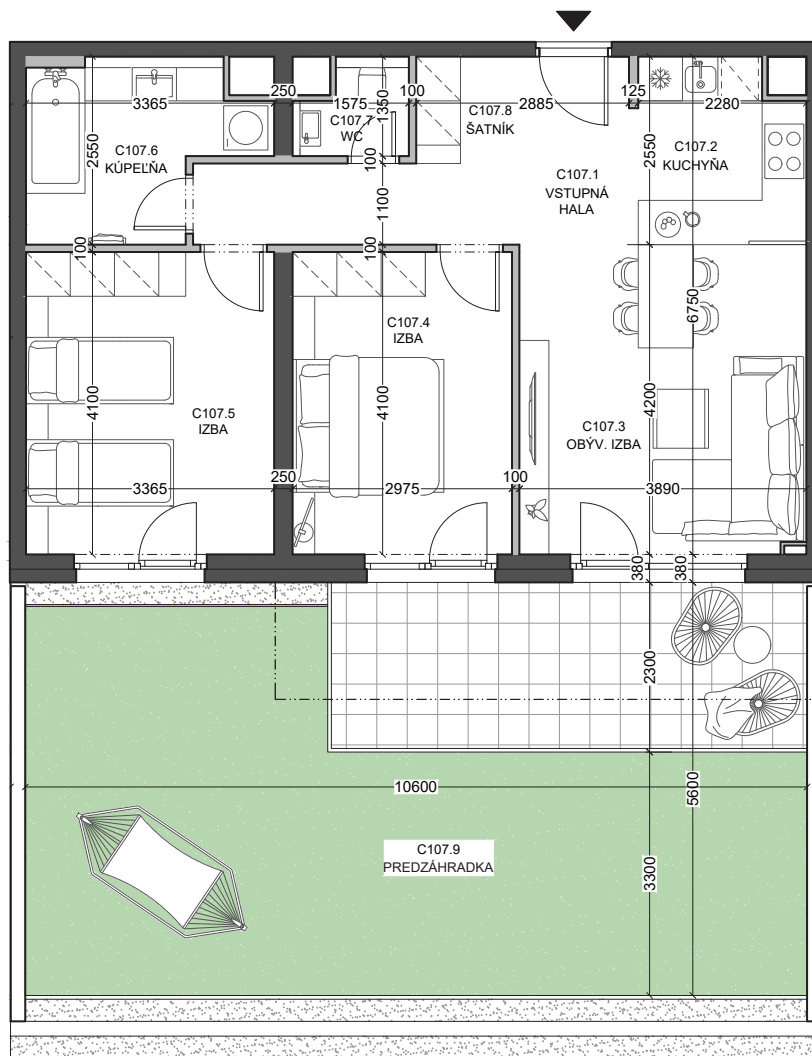 3365
250
1575
1350
100
2885
125
2280
C107.7
WC
C107.8
ŠATNÍK
C107.6
KÚPEĽŇA
2550
C107.1
VSTUPNÁ
HALA
C107.2
KUCHYŇA
2550
100
1100
100
100
6750
C107.4
IZBA
C107.5
IZBA
4100
4100
4200
C107.3
OBÝV. IZBA
3365
250
2975
100
3890
380
380
2300
10600
5600
C107.9
PREDZÁHRADKA
3300